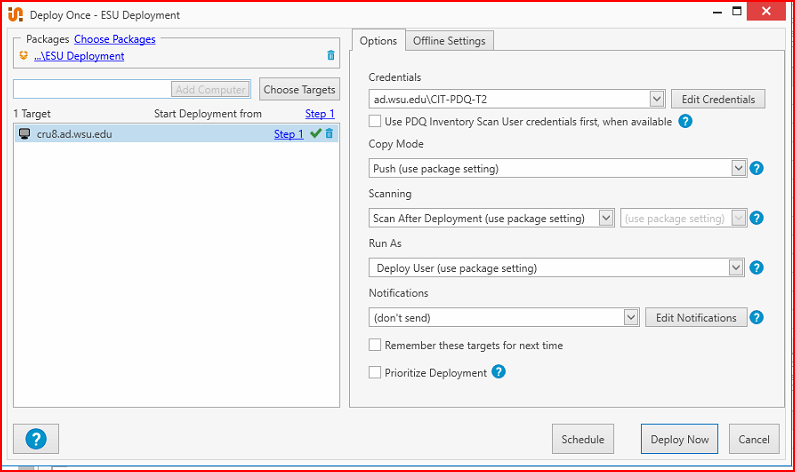 Deploy Once - ESU Deployment
Packages Choose Packages
...\ESU Deployment
Add Computer Choose Targets
1 Target Start Deployment from Step 1
cru8.ad.wsu.edu Step 1
Options Offline Settings
Credentials
ad.wsu.edu\CIT-PDQ-T2 Edit Credentials
Use PDQ Inventory Scan User credentials first, when available ?
Copy Mode
Push (use package setting) ?
Scanning
Scan After Deployment (use package setting) (use package setting) ?
Run As
Deploy User (use package setting) ?
Notifications
(don't send) Edit Notifications ?
Remember these targets for next time
Prioritize Deployment ?
? Schedule Deploy Now Cancel